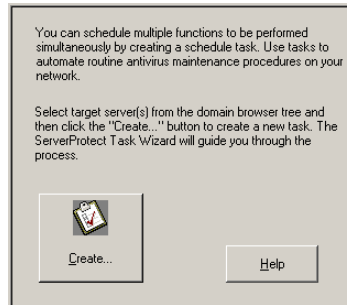 You can schedule multiple functions to be performed
simultaneously by creating a schedule task. Use tasks to
automate routine antivirus maintenance procedures on your
network.
Select target server(s) from the domain browser tree and
then click the "Create..." button to create a new task. The
ServerProtect Task Wizard will guide you through the
process.
Create...
Help